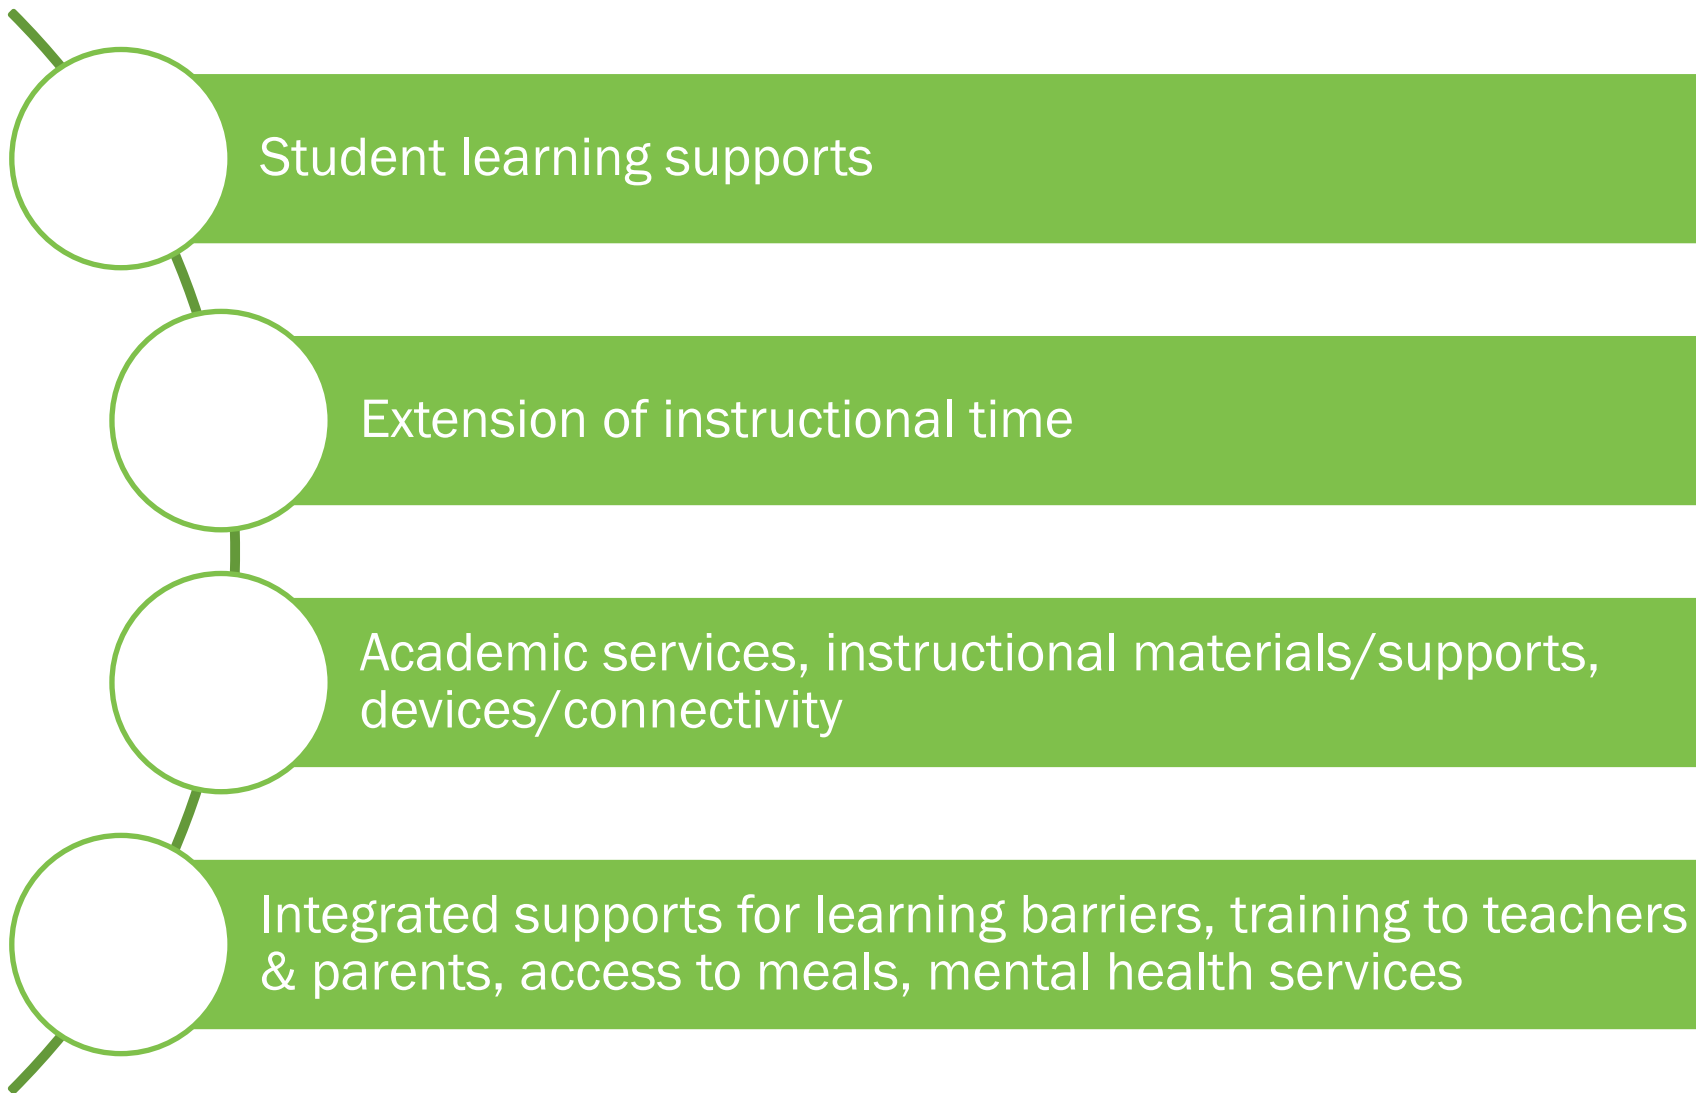 Student learning supports
Extension of instructional time
Academic services, instructional materials/supports,
devices/connectivity
Integrated supports for learning barriers, training to teachers
& parents, access to meals, mental health services